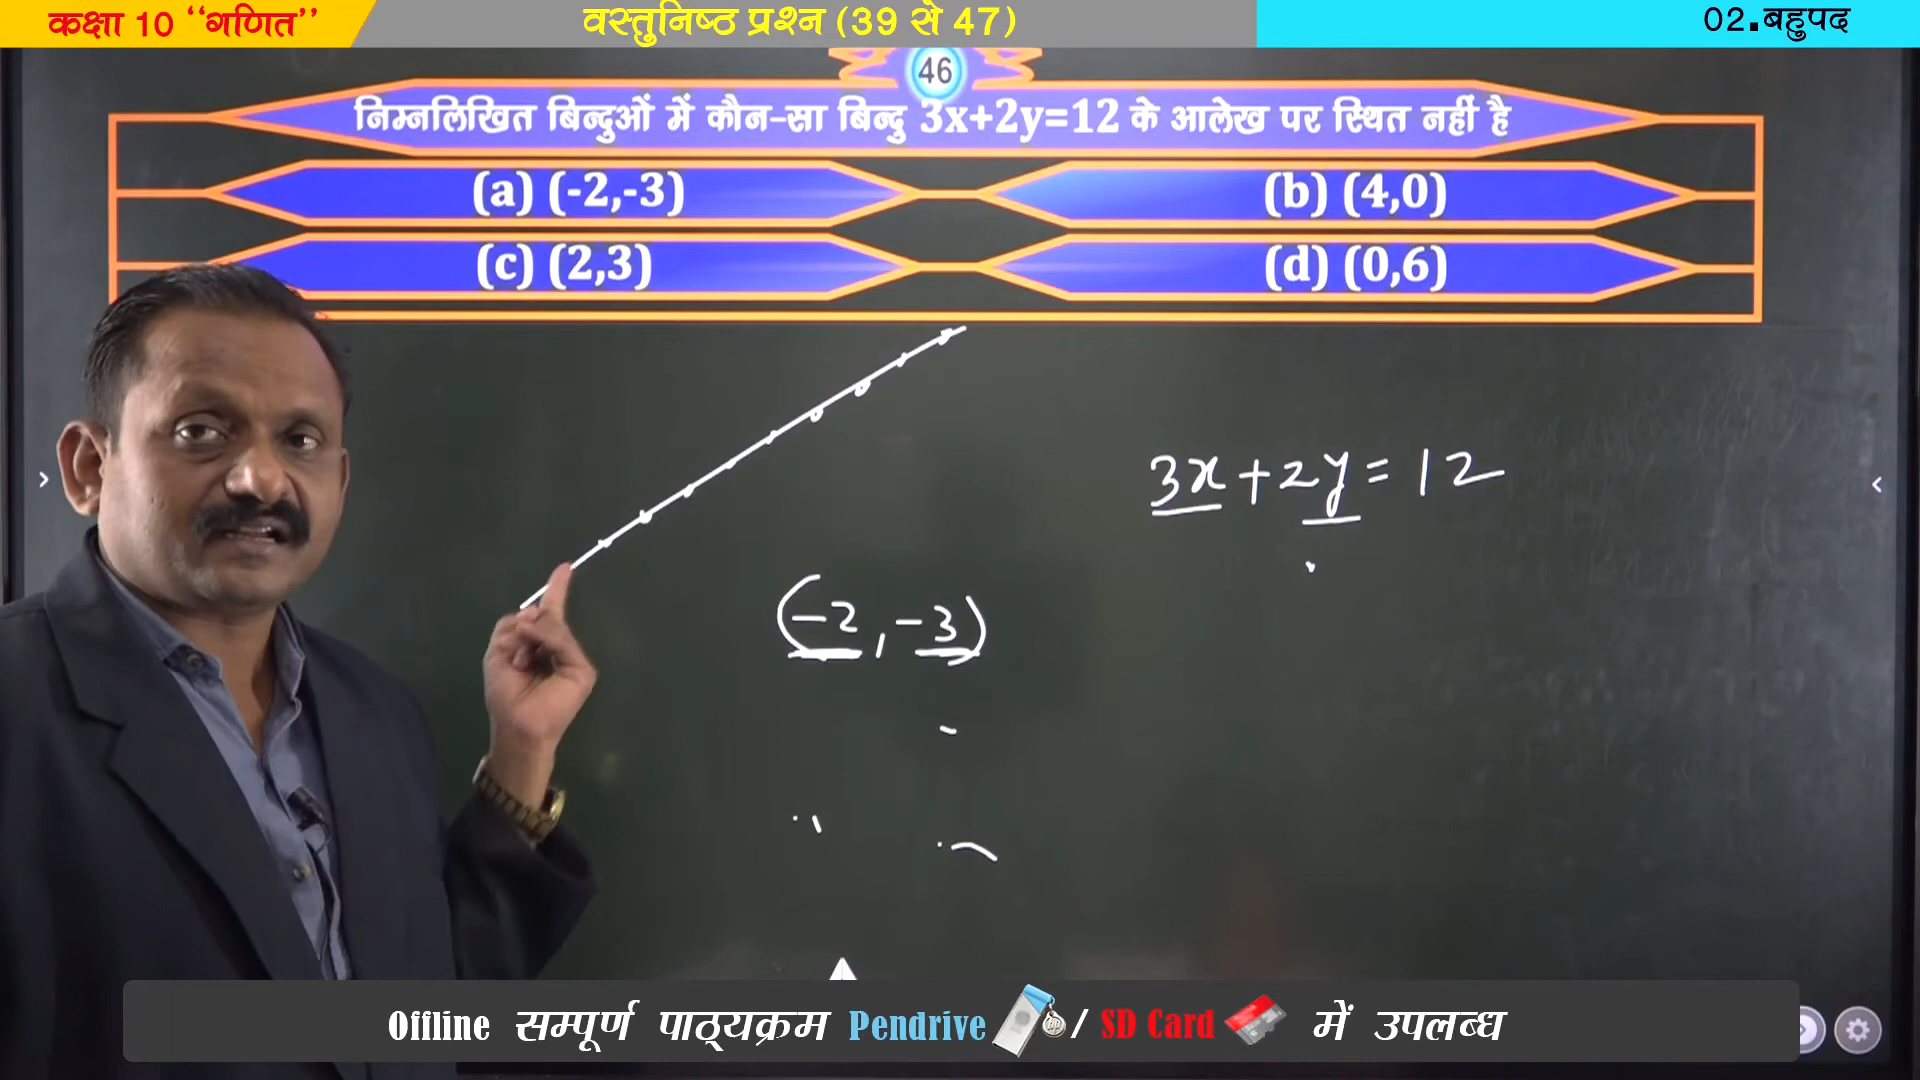 कक्षा 10 “गणित”
वस्तुनिष्ठ प्रश्न (39 से 47)
02.बहुपद
46
निम्नलिखित बिन्दुओं में कौन-सा बिन्दु 3x+2y=12 के आलेख पर स्थित नहीं है
(a) (-2,-3)
(b) (4,0)
(c) (2,3)
(d) (0,6)
3x+2y=12
(-2,-3)
Offline सम्पूर्ण पाठ्यक्रम Pendrive / SD Card में उपलब्ध